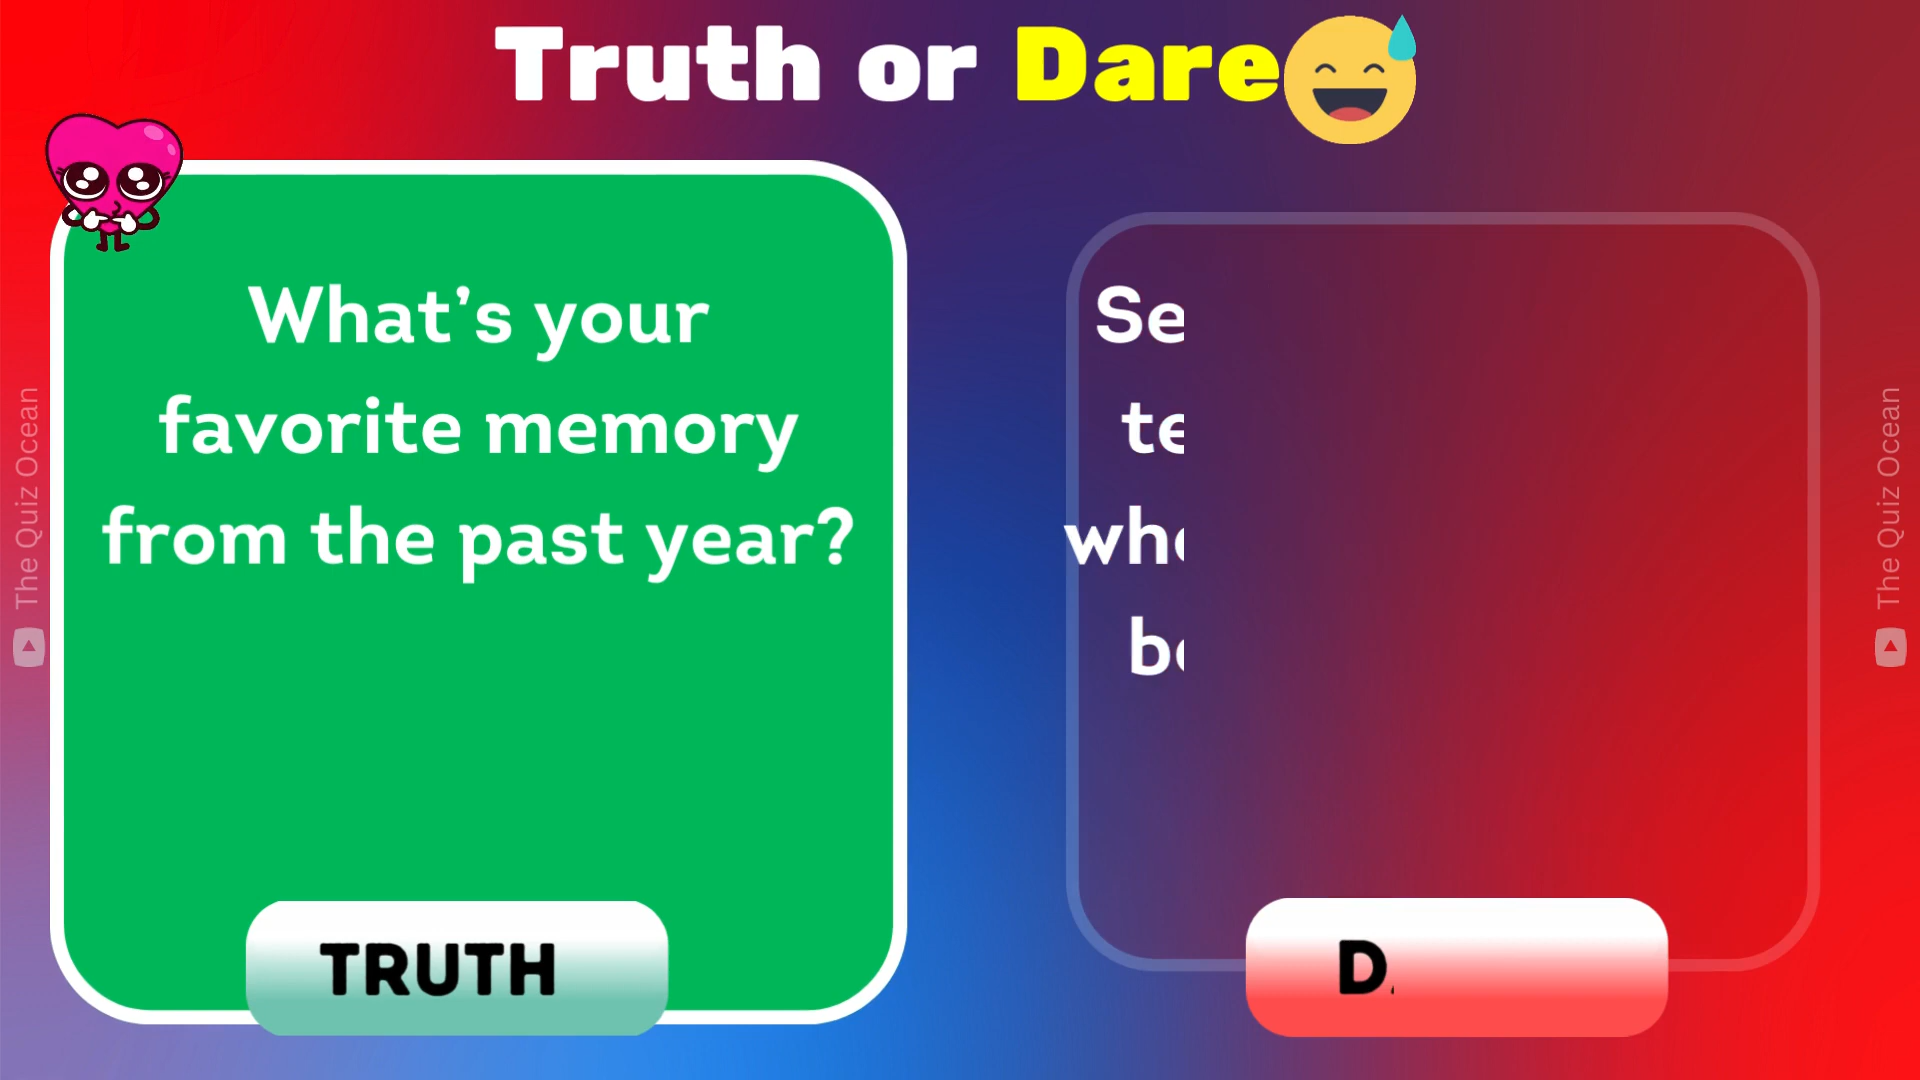 Truth or Dare
What's your
favorite memory
from the past year?
TRUTH
Se
te
wh
b
D
The Quiz Ocean
The Quiz Ocean